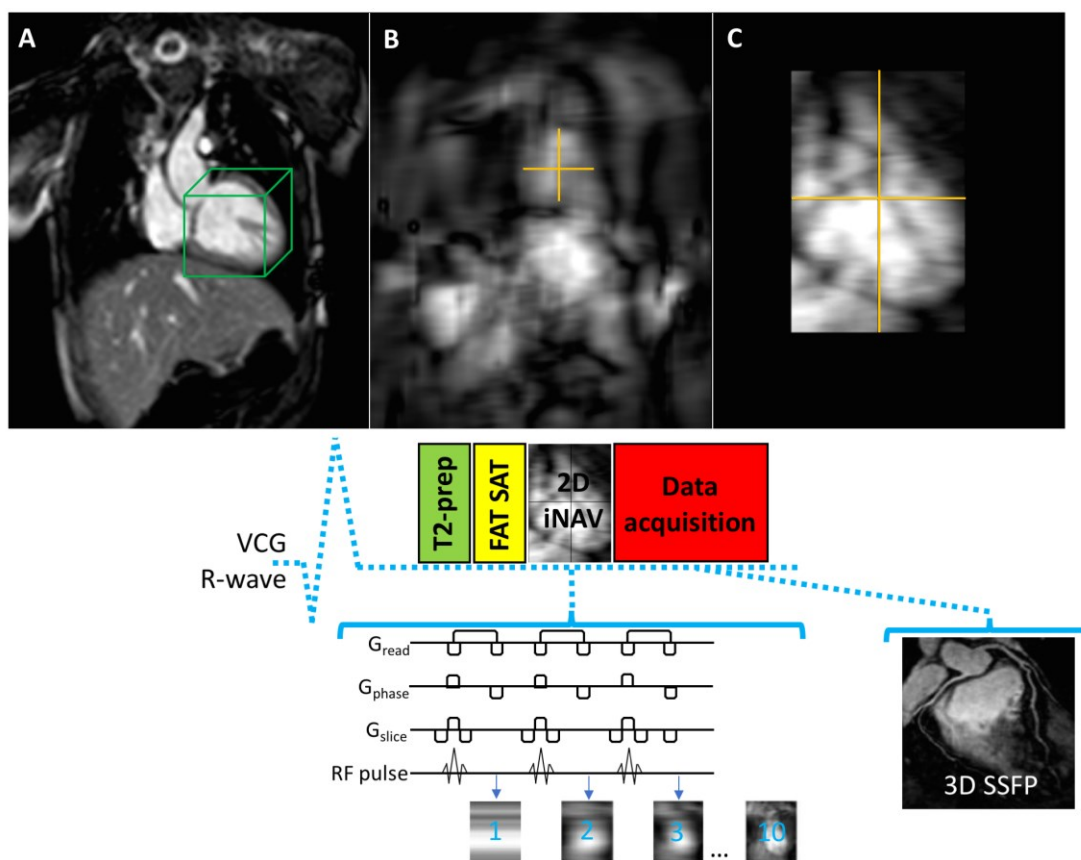 A
B
C
T2-prep
FAT SAT
2D
iNAV
Data
acquisition
VCG
R-wave
Gread
Gphase
Gslice
RF pulse
1
2
3
...
10
3D SSFP